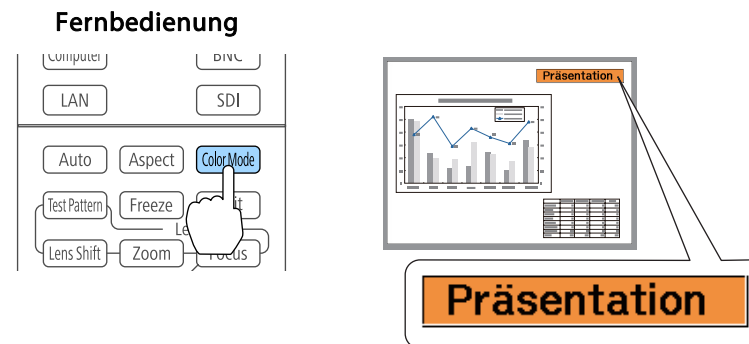 Fernbedienung
Computer BNC
LAN SDI
Auto Aspect Color Mode
Test Pattern Freeze
Lens Shift Zoom Focus
Präsentation
Präsentation